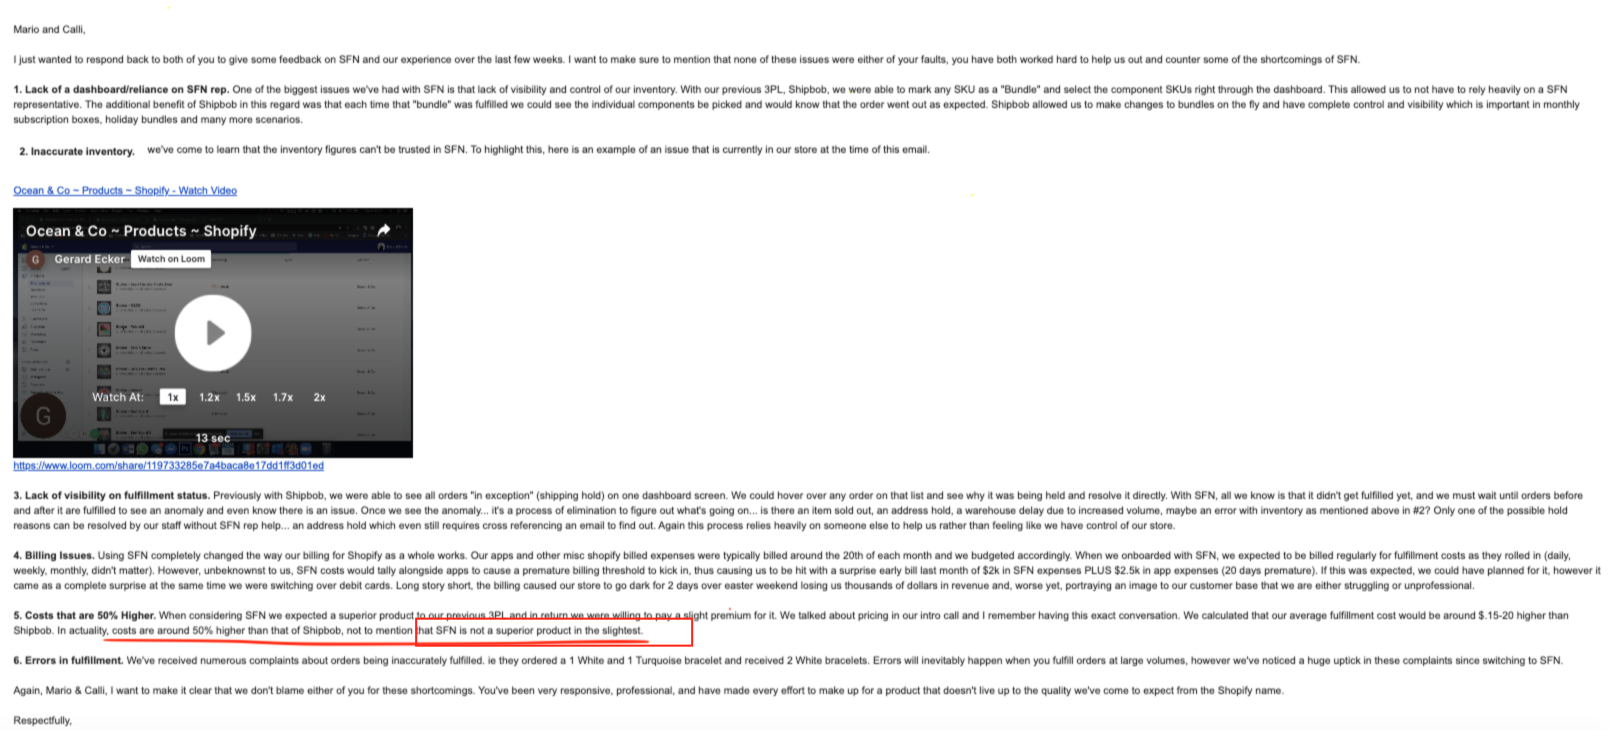 Mario and Calli,
I just wanted to respond back to both of you to give some feedback on SFN and our experience over the last few weeks. I want to make sure to mention that none of these issues were either of your faults, you have both worked hard to help us out and counter some of the shortcomings of SFN.
1. Lack of a dashboard/reliance on SFN rep. One of the biggest issues we've had with SFN is that lack of visibility and control of our inventory. With our previous 3PL, Shipbob, we were able to mark any SKU as a "Bundle" and select the component SKUs right through the dashboard. This allowed us to not have to rely heavily on a SFN
representative. The additional benefit of Shipbob in this regard was that each time that "bundle" was fulfilled we could see the individual components be picked and would know that the order went out as expected. Shipbob allowed us to make changes to bundles on the fly and have complete control and visibility which is important in monthly
subscription boxes, holiday bundles and many more scenarios.
2. Inaccurate inventory. we've come to learn that the inventory figures can't be trusted in SFN. To highlight this, here is an example of an issue that is currently in our store at the time of this email.
Ocean & Co ~ Products ~ Shopify - Watch Video
Ocean & Co ~ Products ~ Shopify
G Gerard Ecker Watch on Loom
Watch At: 1x 1.2x 1.5x 1.7x 2x
G
13 sec
https://www.loom.com/share/119733285e7a4baca8e17dd1ff3d01ed
3. Lack of visibility on fulfillment status. Previously with Shipbob, we were able to see all orders "in exception" (shipping hold) on one dashboard screen. We could hover over any order on that list and see why it was being held and resolve it directly. With SFN, all we know is that it didn't get fulfilled yet, and we must wait until orders before
and after it are fulfilled to see an anomaly and even know there is an issue. Once we see the anomaly... it's a process of elimination to figure out what's going on... is there an item sold out, an address hold, a warehouse delay due to increased volume, maybe an error with inventory as mentioned above in #2? Only one of the possible hold
reasons can be resolved by our staff without SFN rep help... an address hold which even still requires cross referencing an email to find out. Again this process relies heavily on someone else to help us rather than feeling like we have control of our store.
4. Billing Issues. Using SFN completely changed the way our billing for Shopify as a whole works. Our apps and other misc shopify billed expenses were typically billed around the 20th of each month and we budgeted accordingly. When we onboarded with SFN, we expected to be billed regularly for fulfillment costs as they rolled in (daily,
weekly, monthly, didn't matter). However, unbeknownst to us, SFN costs would tally alongside apps to cause a premature billing threshold to kick in, thus causing us to be hit with a surprise early bill last month of $2k in SFN expenses PLUS $2.5k in app expenses (20 days premature). If this was expected, we could have planned for it, however it
came as a complete surprise at the same time we were switching over debit cards. Long story short, the billing caused our store to go dark for 2 days over easter weekend losing us thousands of dollars in revenue and, worse yet, portraying an image to our customer base that we are either struggling or unprofessional.
5. Costs that are 50% Higher. When considering SFN we expected a superior product to our previous 3PL and in return we were willing to pay a slight premium for it. We talked about pricing in our intro call and I remember having this exact conversation. We calculated that our average fulfillment cost would be around $.15-20 higher than
Shipbob. In actuality, costs are around 50% higher than that of Shipbob, not to mention that SFN is not a superior product in the slightest.
6. Errors in fulfillment. We've received numerous complaints about orders being inaccurately fulfilled. ie they ordered a 1 White and 1 Turquoise bracelet and received 2 White bracelets. Errors will inevitably happen when you fulfill orders at large volumes, however we've noticed a huge uptick in these complaints since switching to SFN.
Again, Mario & Calli, I want to make it clear that we don't blame either of you for these shortcomings. You've been very responsive, professional, and have made every effort to make up for a product that doesn't live up to the quality we've come to expect from the Shopify name.
Respectfully,